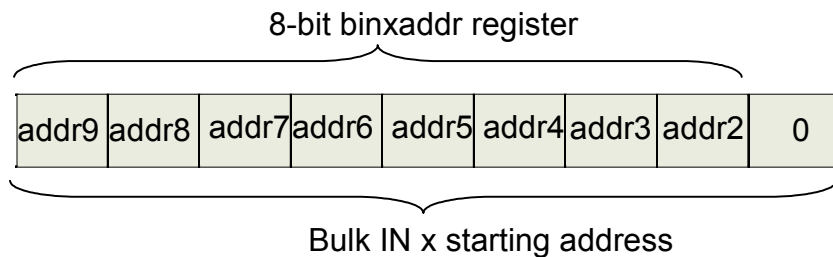 8-bit binxaddr register
addr9 addr8 addr7 addr6 addr5 addr4 addr3 addr2 0
Bulk IN x starting address